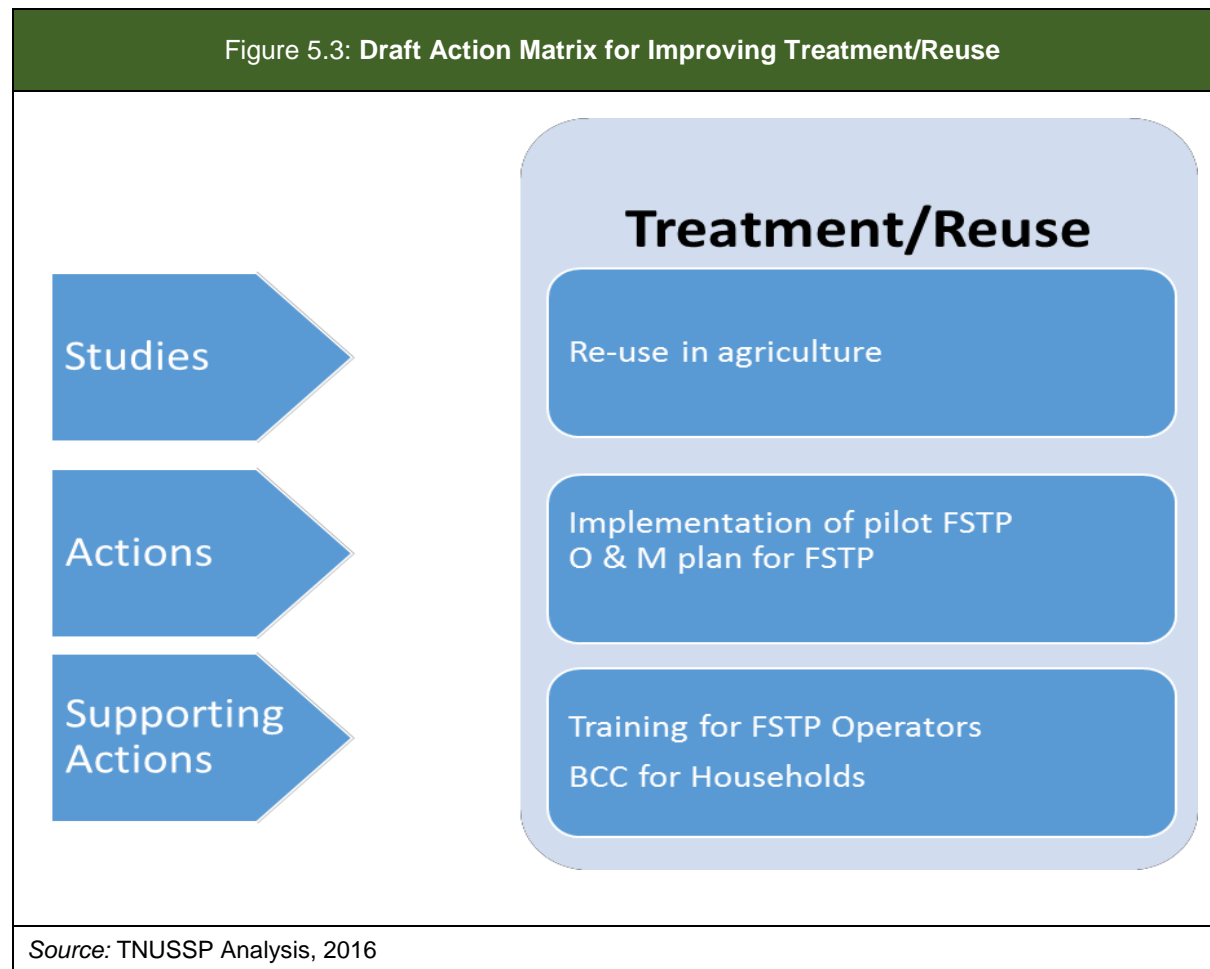 Figure 5.3: Draft Action Matrix for Improving Treatment/Reuse
Treatment/Reuse
Studies
Re-use in agriculture
Actions
Implementation of pilot FSTP
O & M plan for FSTP
Supporting
Actions
Training for FSTP Operators
BCC for Households
Source: TNUSSP Analysis, 2016